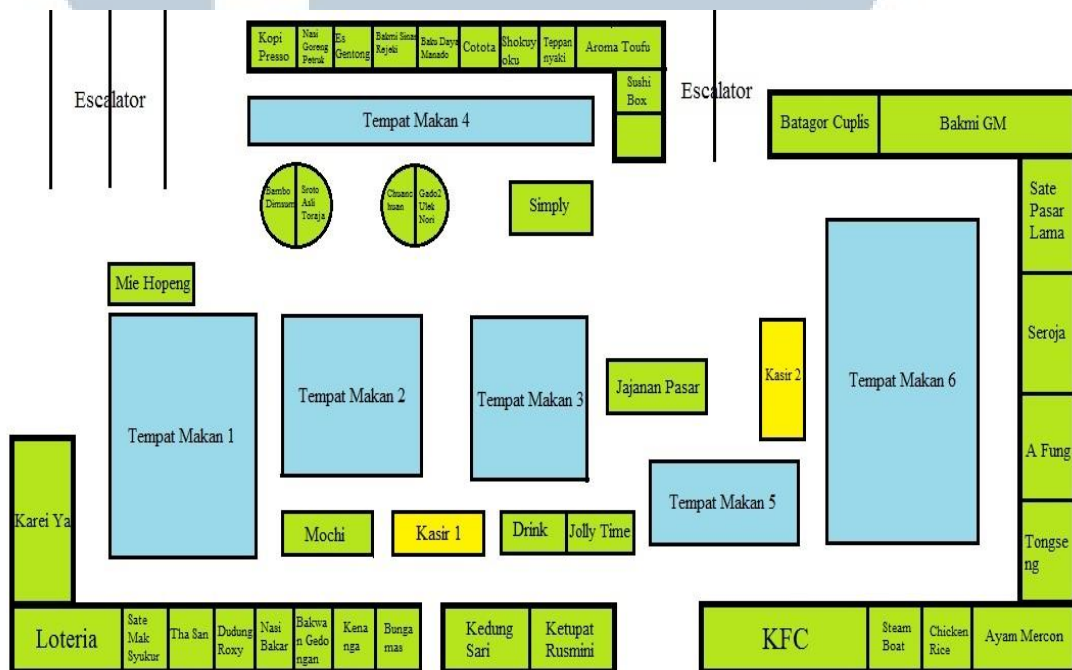 Kopi
Presso
Nasi
Goreng
Petruk
Es
Gentong
Bakmi Sinar
Rejeki
Baku Daya
Manado
Cotota
Shokuy
oku
Teppan
nyaki
Aroma Toufu
Sushi
Box
Escalator
Escalator
Tempat Makan 4
Batagor Cuplis
Bakmi GM
Bambo
Dimsum
Sroto
Asli
Toraja
Chuanc
huan
Gado2
Ulek
Nori
Simply
Sate
Pasar
Lama
Mie Hopeng
Seroja
Tempat Makan 1
Tempat Makan 2
Tempat Makan 3
Jajanan Pasar
Kasir 2
Tempat Makan 6
A Fung
Karei Ya
Mochi
Kasir 1
Drink
Jolly Time
Tempat Makan 5
Tongse
ng
Loteria
Sate
Mak
Syukur
Tha San
Dudung
Roxy
Nasi
Bakar
Bakwa
n Gedo
ngan
Kena
nga
Bunga
mas
Kedung
Sari
Ketupat
Rusmini
KFC
Steam
Boat
Chicken
Rice
Ayam Mercon